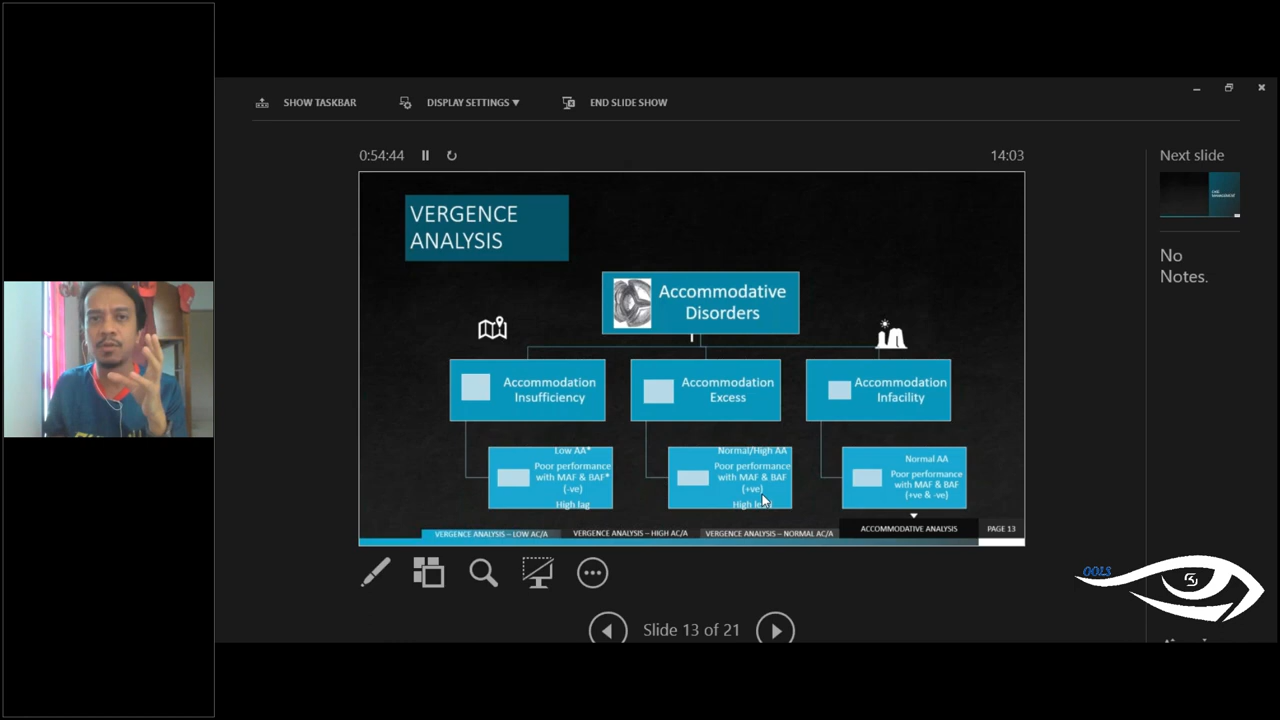 SHOW TASKBAR
DISPLAY SETTINGS ▼
END SLIDE SHOW
0:54:44
14:03
Next slide
No
Notes.
VERGENCE
ANALYSIS
Accommodative
Disorders
Accommodation
Insufficiency
Accommodation
Excess
Accommodation
Infacility
Low AA*
Poor performance
with MAF & BAF*
(-ve)
High lag
Normal/High AA
Poor performance
with MAF & BAF
(+ve)
High
Normal AA
Poor performance
with MAF & BAF
(+ve & -ve)
VERGENCE ANALYSIS – LOW AC/A
VERGENCE ANALYSIS – HIGH AC/A
VERGENCE ANALYSIS – NORMAL AC/A
ACCOMMODATIVE ANALYSIS
PAGE 13
Slide 13 of 21
OOLS